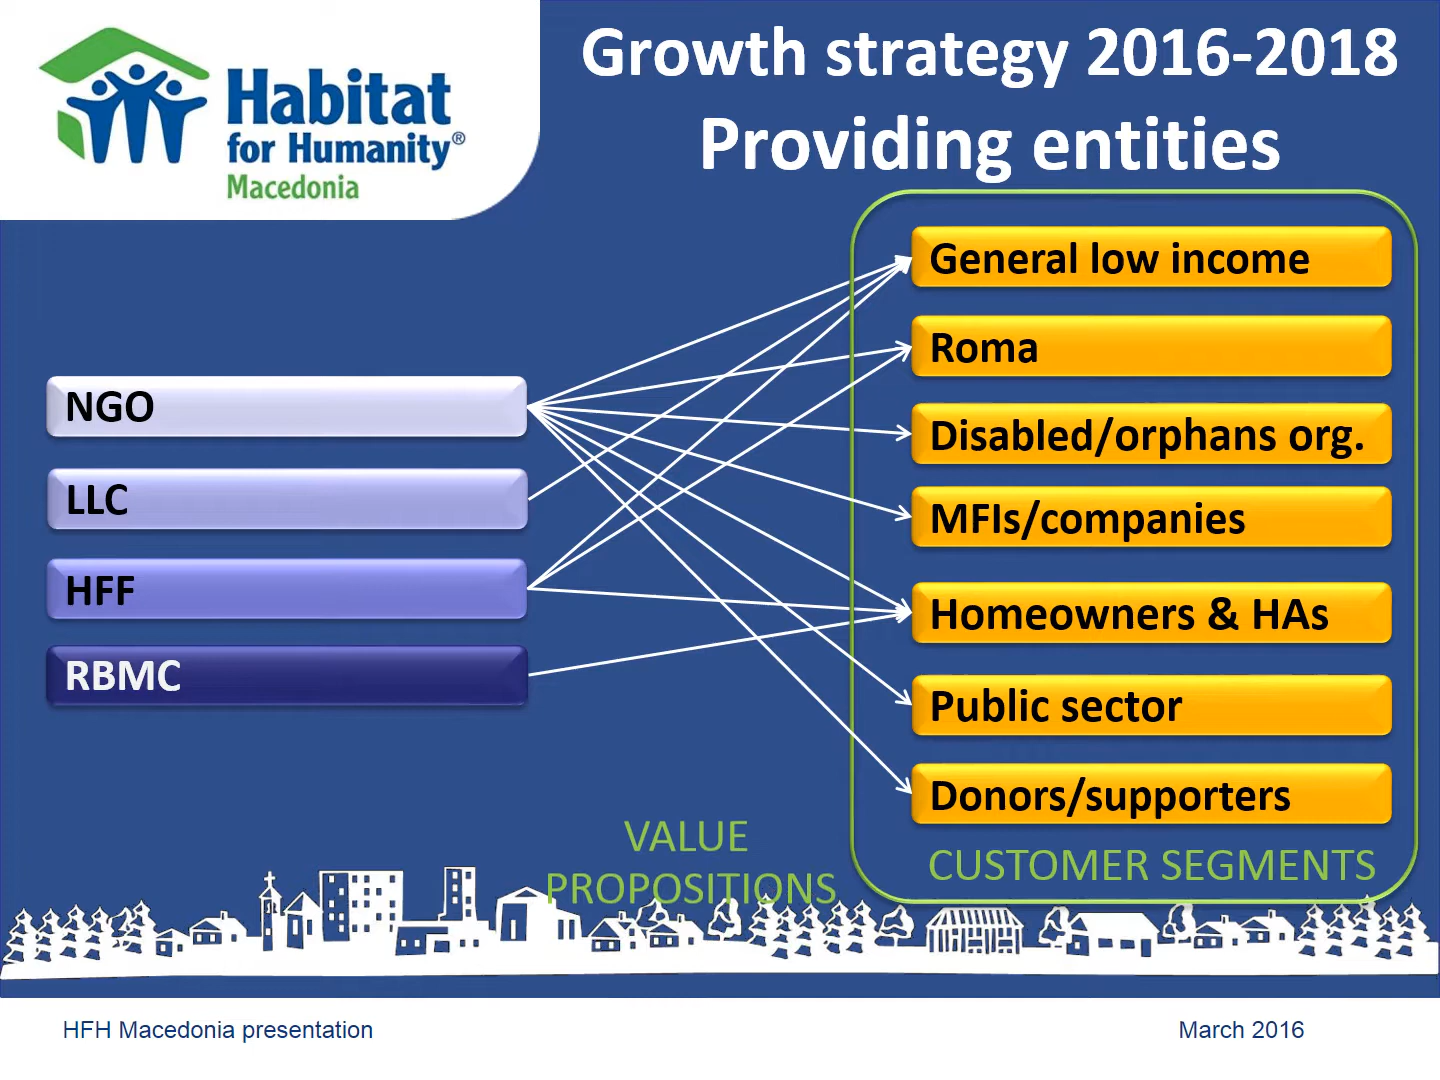 Habitat
for Humanity®
Macedonia
Growth strategy 2016-2018
Providing entities
NGO
LLC
HFF
RBMC
General low income
Roma
Disabled/orphans org.
MFIs/companies
Homeowners & HAs
Public sector
Donors/supporters
VALUE
PROPOSITIONS
CUSTOMER SEGMENTS
HFH Macedonia presentation
March 2016